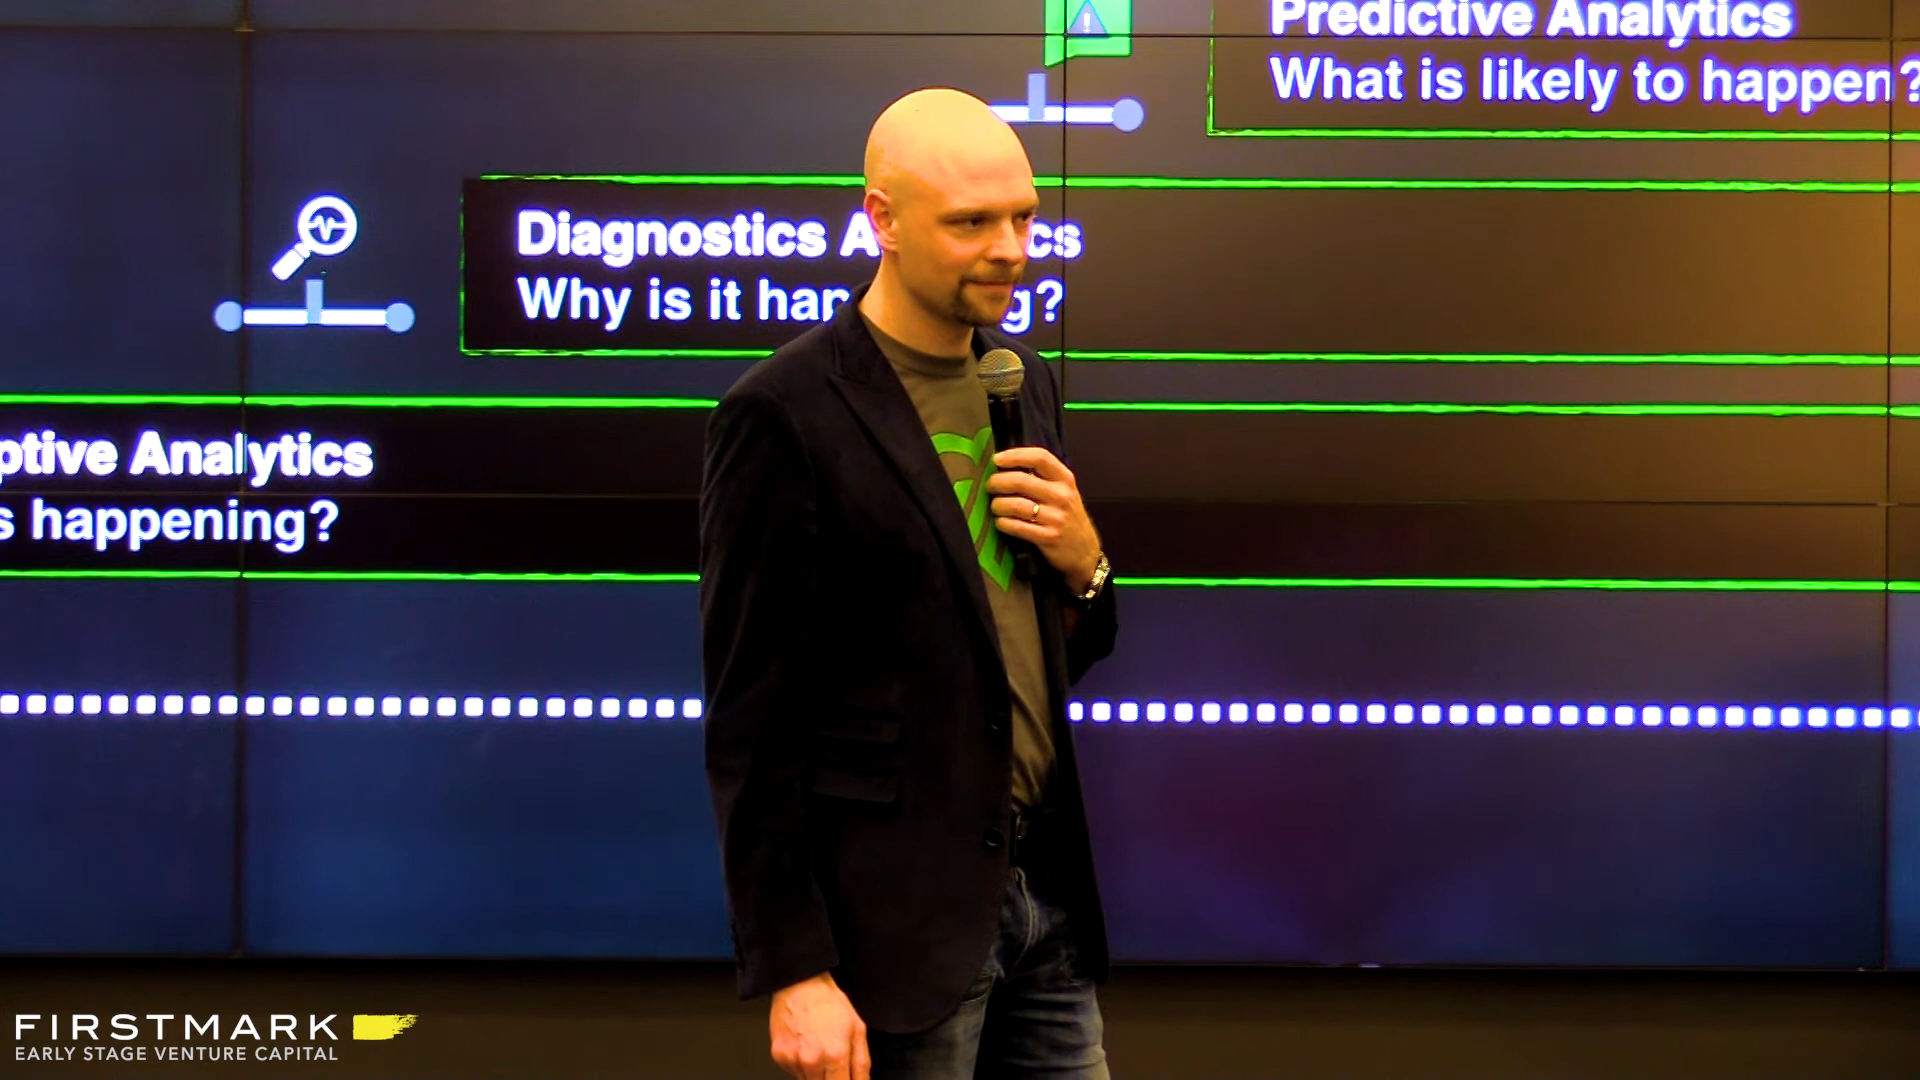 Predictive Analytics
What is likely to happen?
Diagnostics A cs
Why is it hap g?
ptive Analytics
s happening?
FIRSTMARK
EARLY STAGE VENTURE CAPITAL